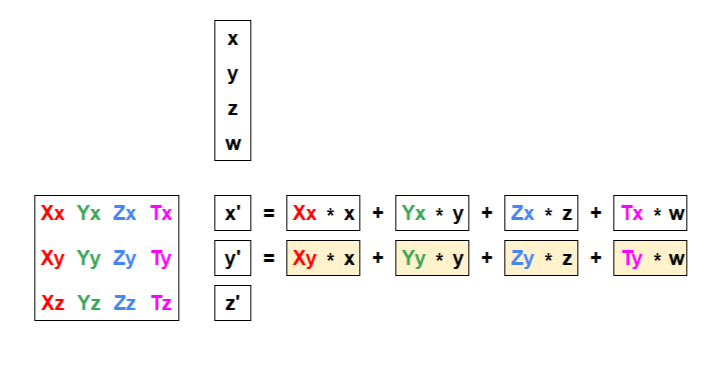 x
y
z
w
Xx Yx Zx Tx x' = Xx * x + Yx * y + Zx * z + Tx * w
Xy Yy Zy Ty y' = Xy * x + Yy * y + Zy * z + Ty * w
Xz Yz Zz Tz z'